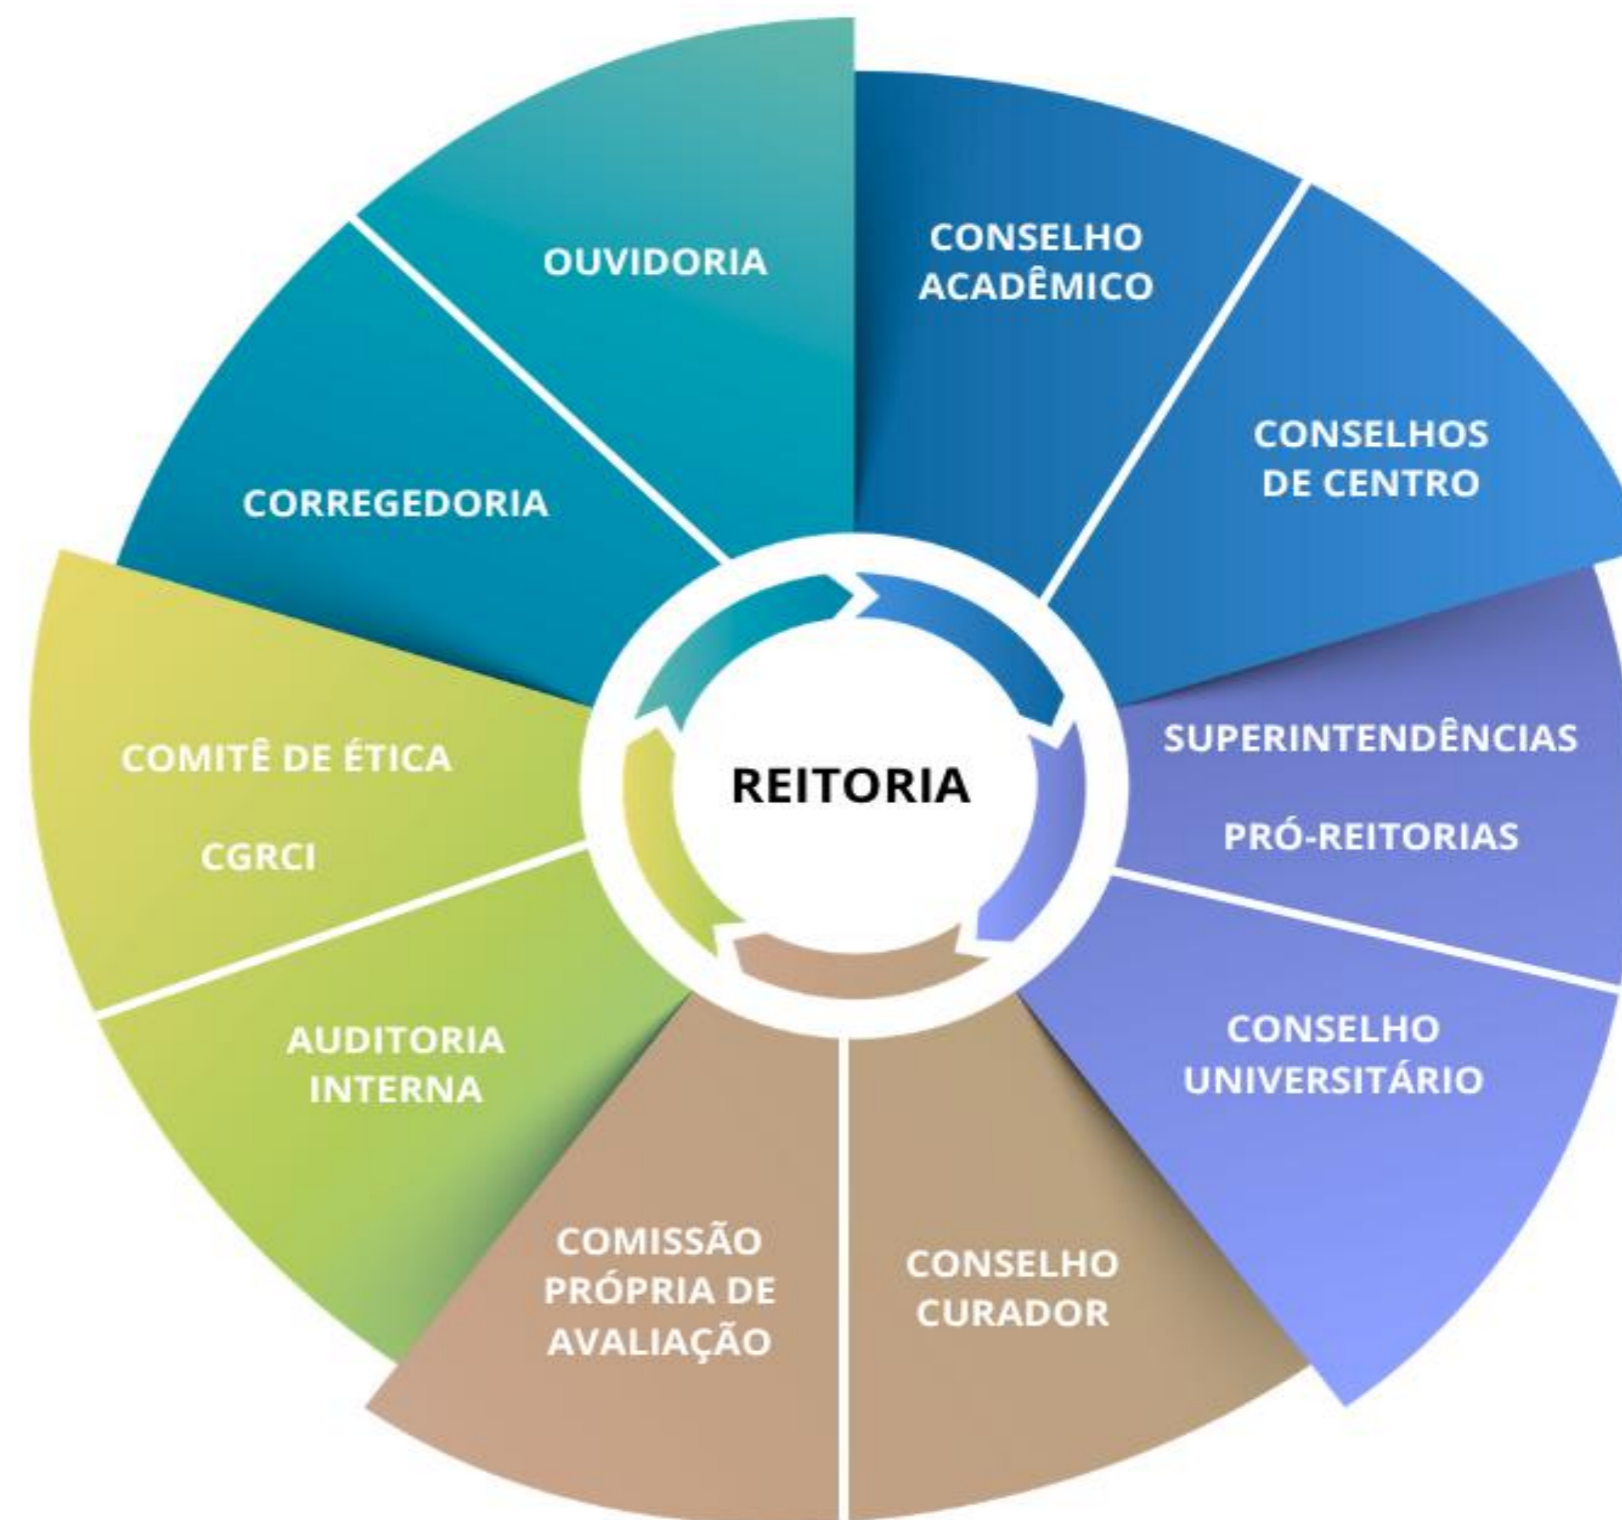 OUVIDORIA
CONSELHO
ACADÊMICO
CONSELHOS
DE CENTRO
SUPERINTENDÊNCIAS
PRÓ-REITORIAS
CONSELHO
UNIVERSITÁRIO
CONSELHO
CURADOR
COMISSÃO
PRÓPRIA DE
AVALIAÇÃO
AUDITORIA
INTERNA
COMITÊ DE ÉTICA
CGRCI
CORREGEDORIA
REITORIA